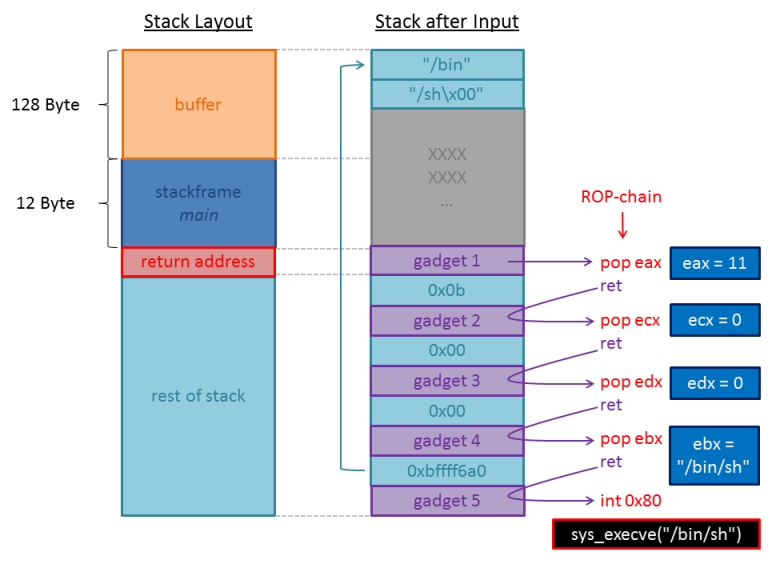 Stack Layout
Stack after Input
128 Byte
buffer
"/bin"
"/sh\x00"
12 Byte
stackframe
main
XXXX
XXXX
...
ROP-chain
return address
gadget 1
pop eax
eax = 11
ret
0x0b
gadget 2
pop ecx
ecx = 0
ret
0x00
gadget 3
pop edx
edx = 0
rest of stack
ret
0x00
gadget 4
pop ebx
ebx =
"/bin/sh"
ret
0xbffff6a0
gadget 5
int 0x80
sys_execve("/bin/sh")